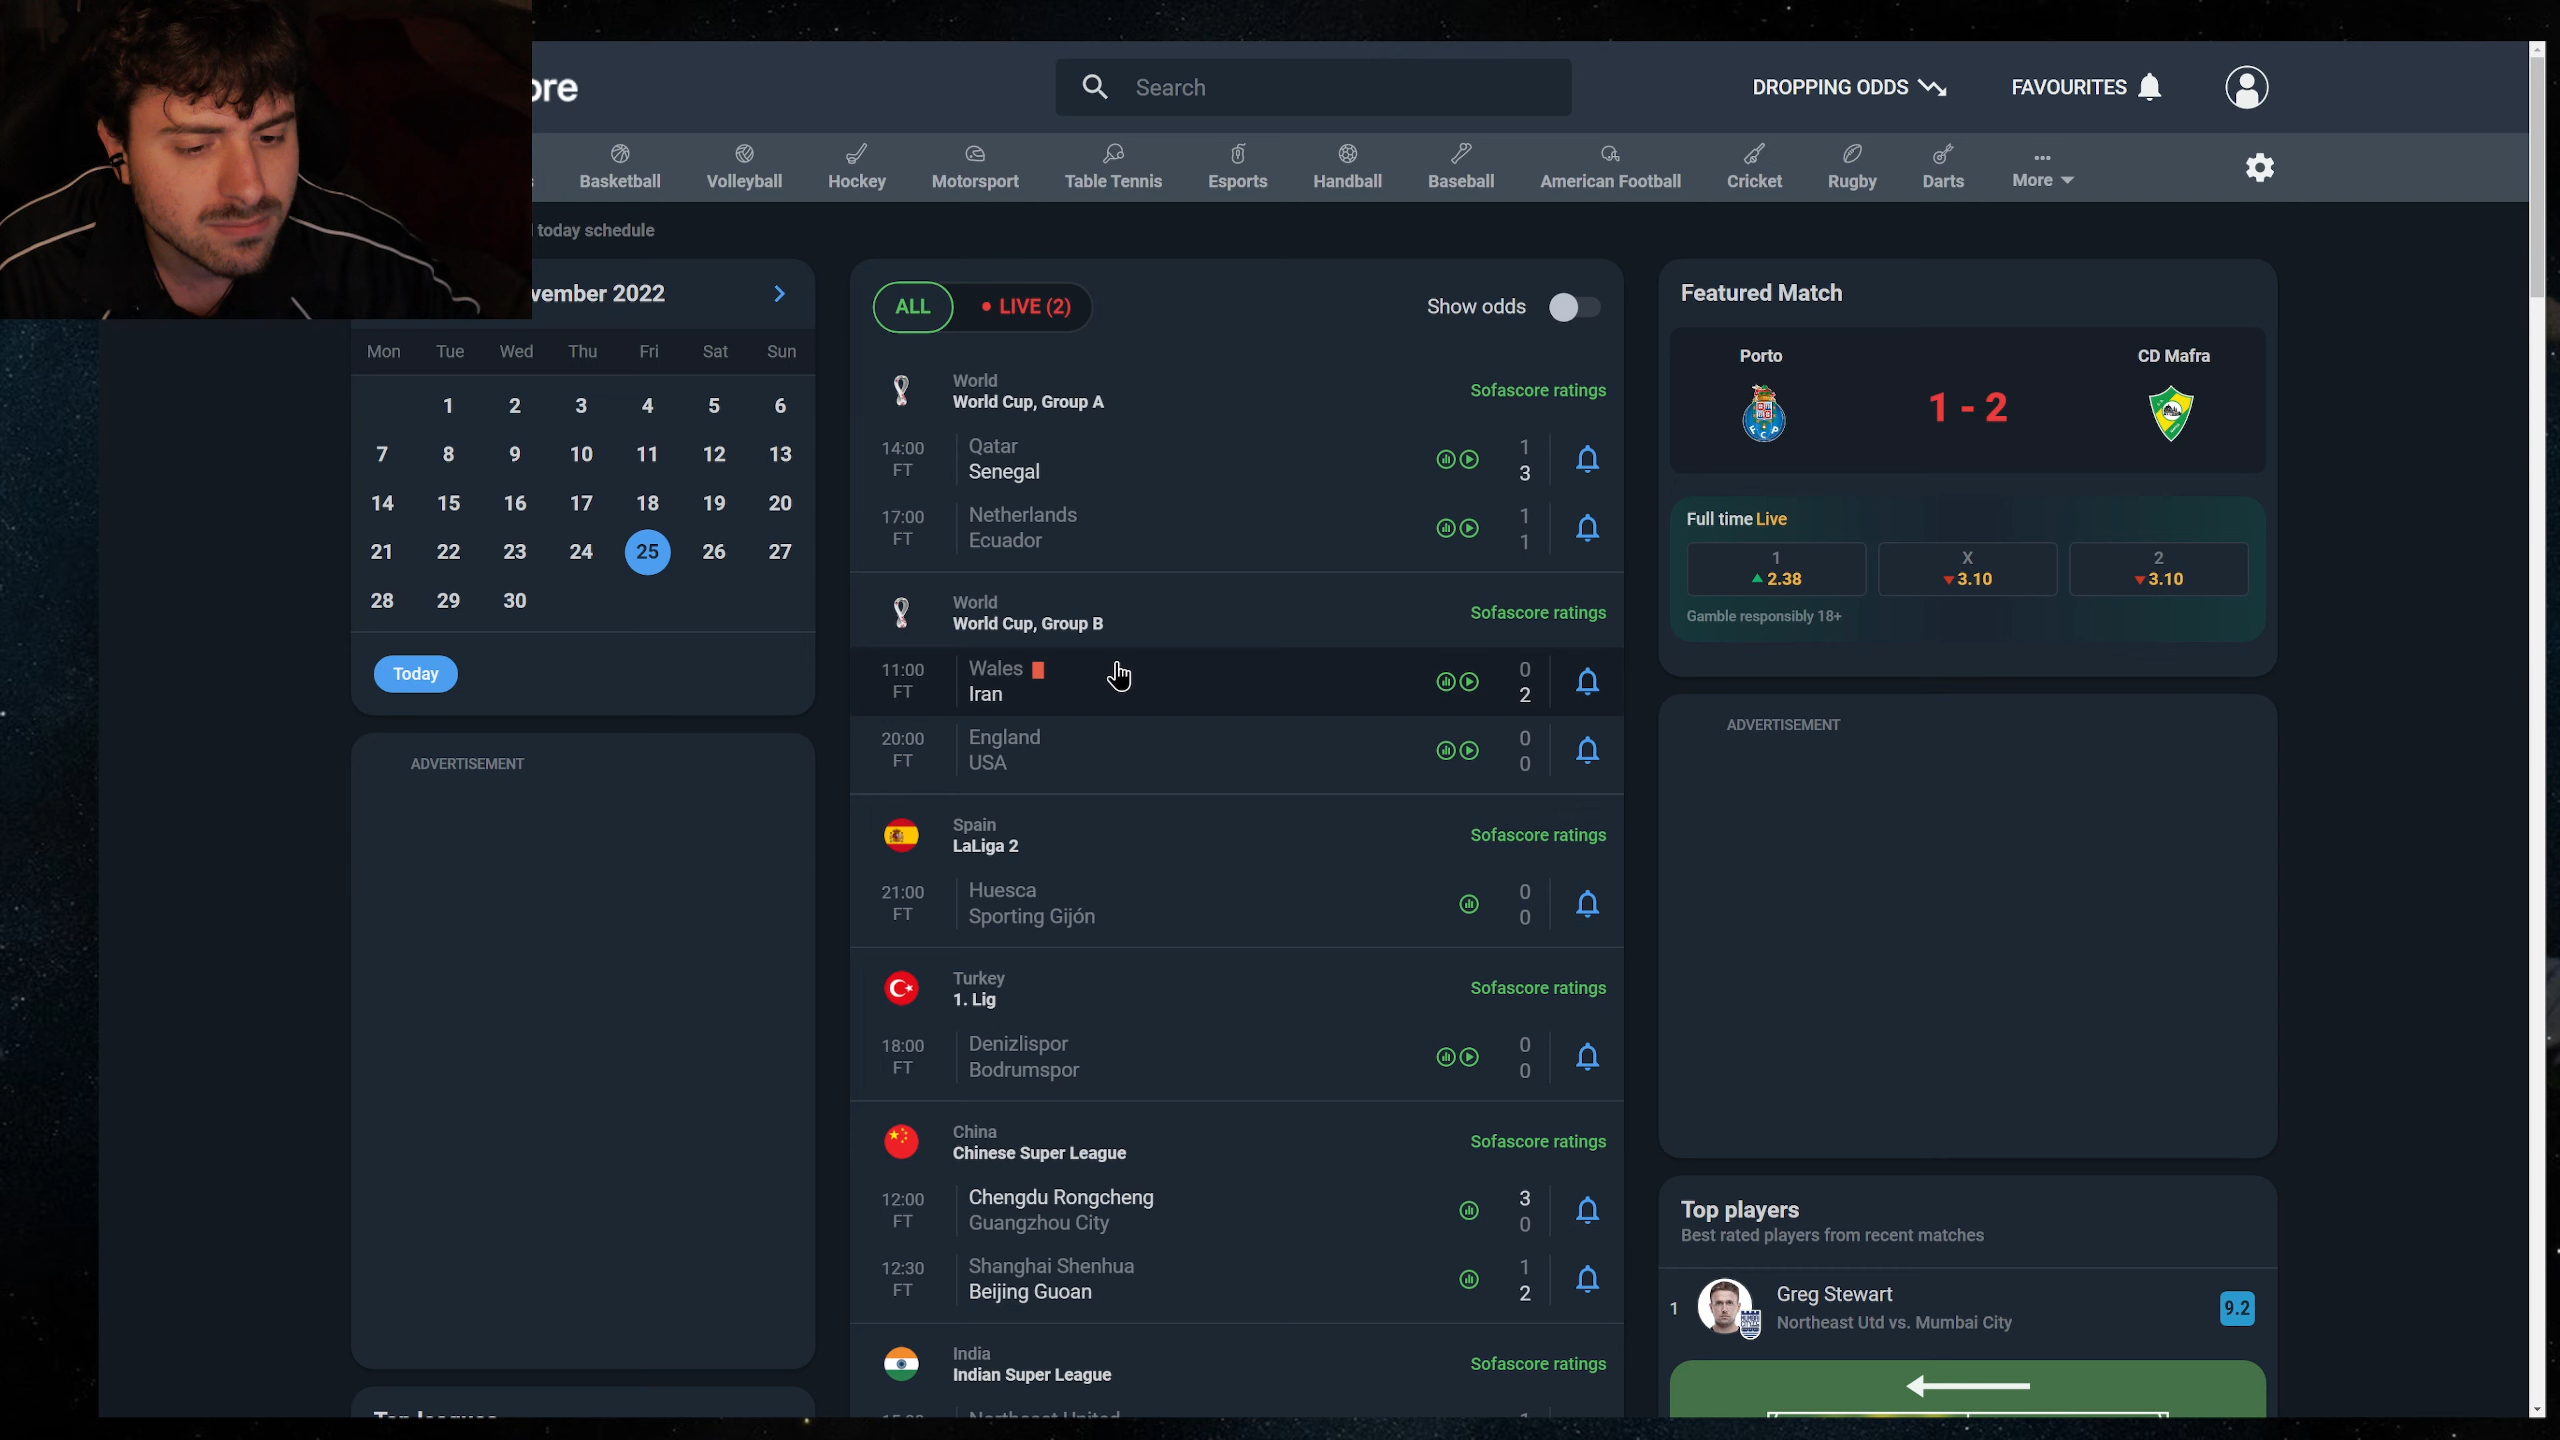 ore
Search
DROPPING ODDS
FAVOURITES
Basketball
Volleyball
Hockey
Motorsport
Table Tennis
Esports
Handball
Baseball
American Football
Cricket
Rugby
Darts
More
today schedule
vember 2022
Mon Tue Wed Thu Fri Sat Sun
1 2 3 4 5 6
7 8 9 10 11 12 13
14 15 16 17 18 19 20
21 22 23 24 25 26 27
28 29 30
Today
ADVERTISEMENT
ALL
LIVE (2)
Show odds
World
World Cup, Group A
Sofascore ratings
14:00 Qatar 1
FT Senegal 3
17:00 Netherlands 1
FT Ecuador 1
World
World Cup, Group B
Sofascore ratings
11:00 Wales 0
FT Iran 2
20:00 England 0
FT USA 0
Spain
LaLiga 2
Sofascore ratings
21:00 Huesca 0
FT Sporting Gijón 0
Turkey
1. Lig
Sofascore ratings
18:00 Denizlispor 0
FT Bodrumspor 0
China
Chinese Super League
Sofascore ratings
12:00 Chengdu Rongcheng 3
FT Guangzhou City 0
12:30 Shanghai Shenhua 1
FT Beijing Guoan 2
India
Indian Super League
Sofascore ratings
Featured Match
Porto
CD Mafra
1 - 2
Full time Live
1 X 2
2.38 3.10 3.10
Gamble responsibly 18+
ADVERTISEMENT
Top players
Best rated players from recent matches
1 Greg Stewart 9.2
Northeast Utd vs. Mumbai City